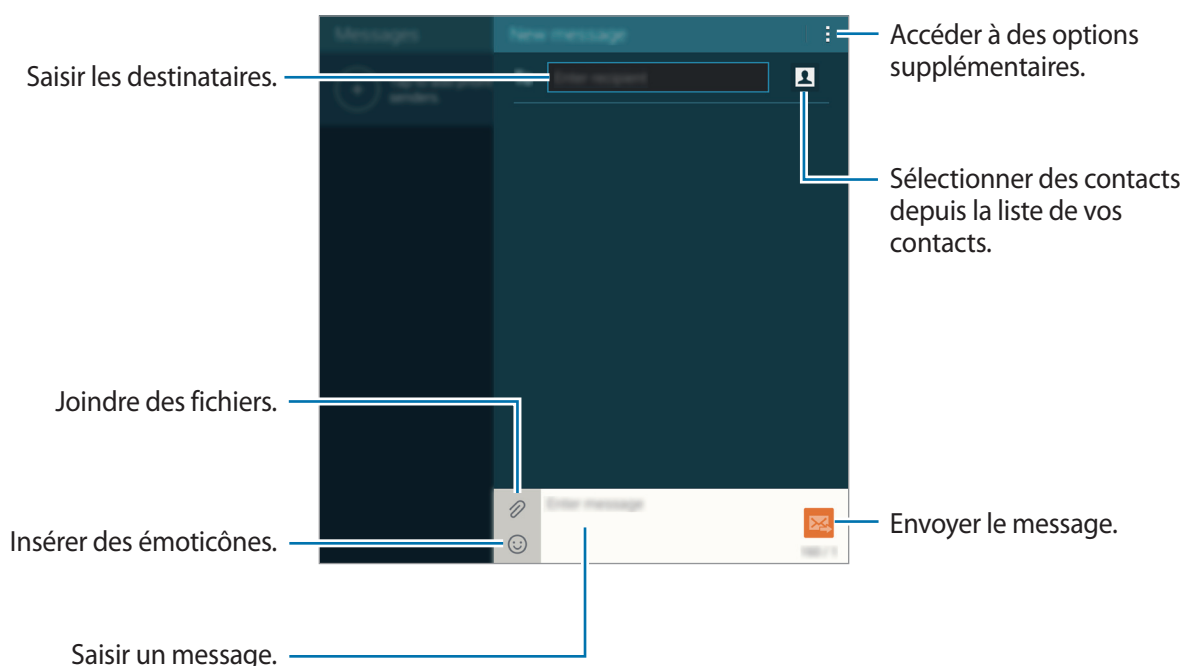 Messages
New message
Accéder à des options
supplémentaires.
Saisir les destinataires.
Enter recipient
senders
Sélectionner des contacts
depuis la liste de vos
contacts.
Joindre des fichiers.
Enter message
Envoyer le message.
Insérer des émoticônes.
Saisir un message.